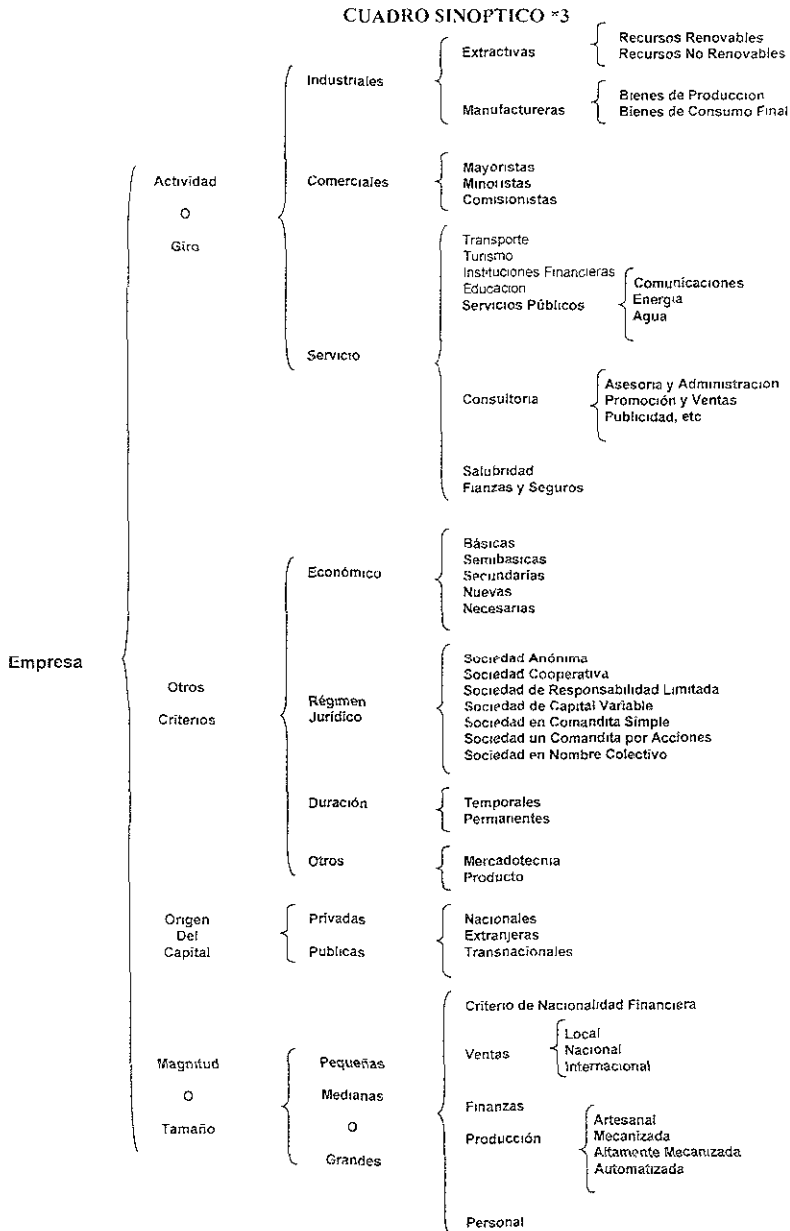 CUADRO SINOPTICO *3
Empresa
Actividad
O
Giro
Industriales
Extractivas
Recursos Renovables
Recursos No Renovables
Manufactureras
Bienes de Produccion
Bienes de Consumo Final
Comerciales
Mayoristas
Minoristas
Comisionistas
Servicio
Transporte
Turismo
Instituciones Financieras
Educacion
Servicios Públicos
Comunicaciones
Energia
Agua
Consultoria
Asesoria y Administracion
Promoción y Ventas
Publicidad, etc
Salubridad
Fianzas y Seguros
Otros
Criterios
Económico
Básicas
Semibasicas
Secundarias
Nuevas
Necesarias
Régimen
Jurídico
Sociedad Anónima
Sociedad Cooperativa
Sociedad de Responsabilidad Limitada
Sociedad de Capital Variable
Sociedad en Comandita Simple
Sociedad un Comandita por Acciones
Sociedad en Nombre Colectivo
Duración
Temporales
Permanentes
Otros
Mercadotecnia
Producto
Origen
Del
Capital
Privadas
Publicas
Nacionales
Extranjeras
Transnacionales
Magnitud
O
Tamaño
Pequeñas
Medianas
O
Grandes
Criterio de Nacionalidad Financiera
Ventas
Local
Nacional
Internacional
Finanzas
Producción
Artesanal
Mecanizada
Altamente Mecanizada
Automatizada
Personal